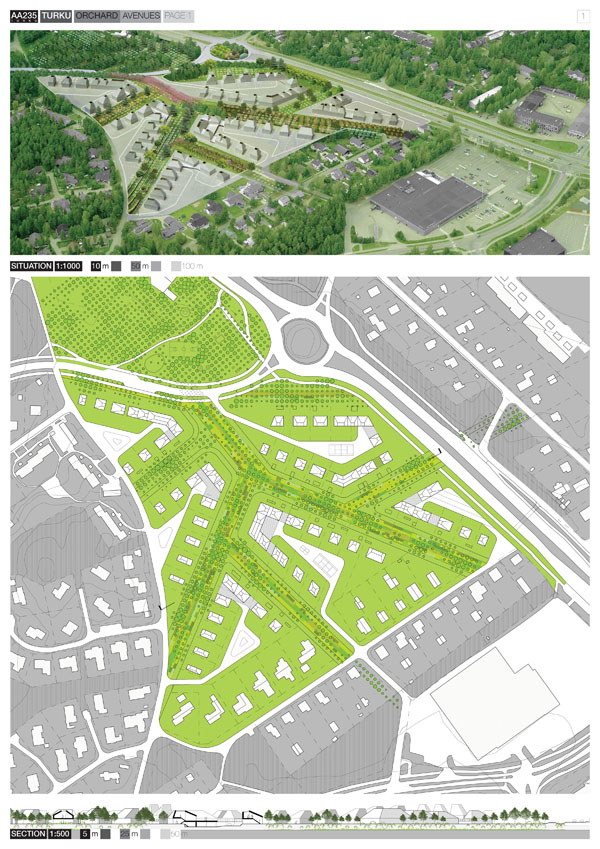 AA235 TURKU ORCHARD AVENUES PAGE 1
1
SITUATION 1:1000 10 m 50 m 100 m
SECTION 1:500 5 m 25 m 50 m